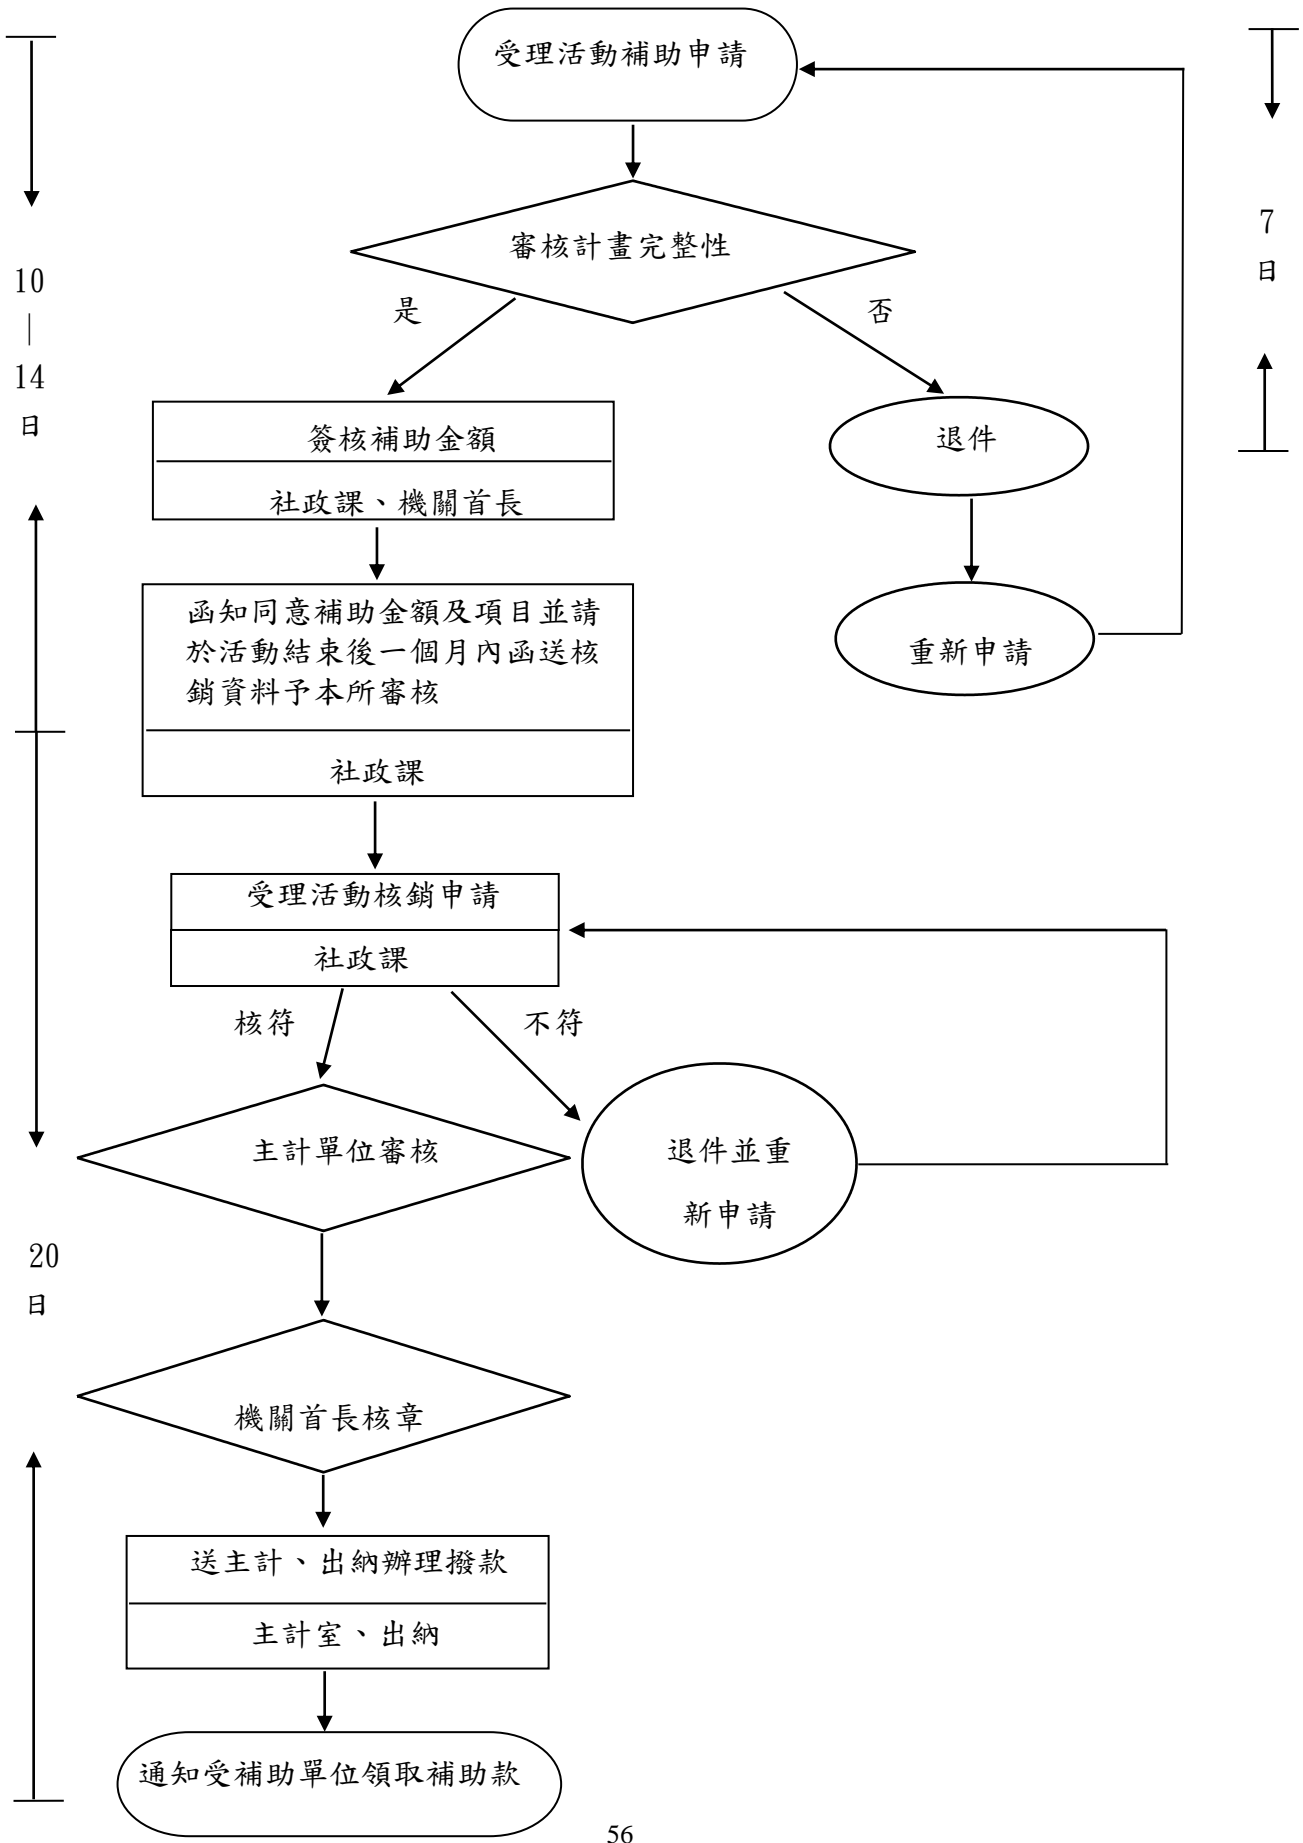 受理活動補助申請
7
日
審核計畫完整性
10
|
14
日
是
否
簽核補助金額
社政課、機關首長
退件
函知同意補助金額及項目並請
於活動結束後一個月內函送核
銷資料予本所審核
社政課
重新申請
受理活動核銷申請
社政課
核符
不符
主計單位審核
退件並重
新申請
20
日
機關首長核章
送主計、出納辦理撥款
主計室、出納
通知受補助單位領取補助款
56